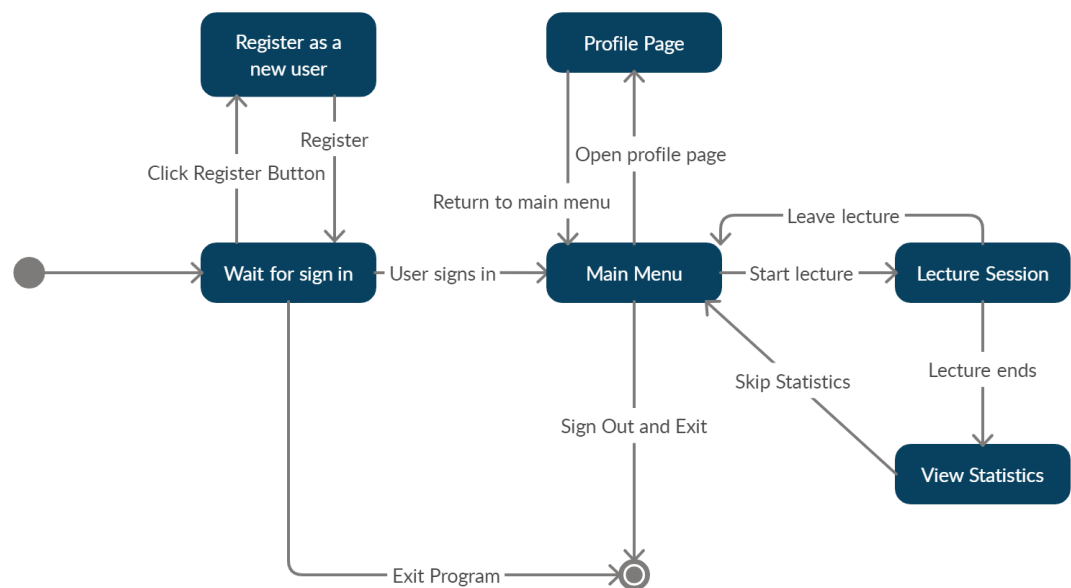 Register as a
new user
Profile Page
Register
Open profile page
Click Register Button
Return to main menu
Leave lecture
Wait for sign in
User signs in
Main Menu
Start lecture
Lecture Session
Lecture ends
Skip Statistics
Sign Out and Exit
View Statistics
Exit Program